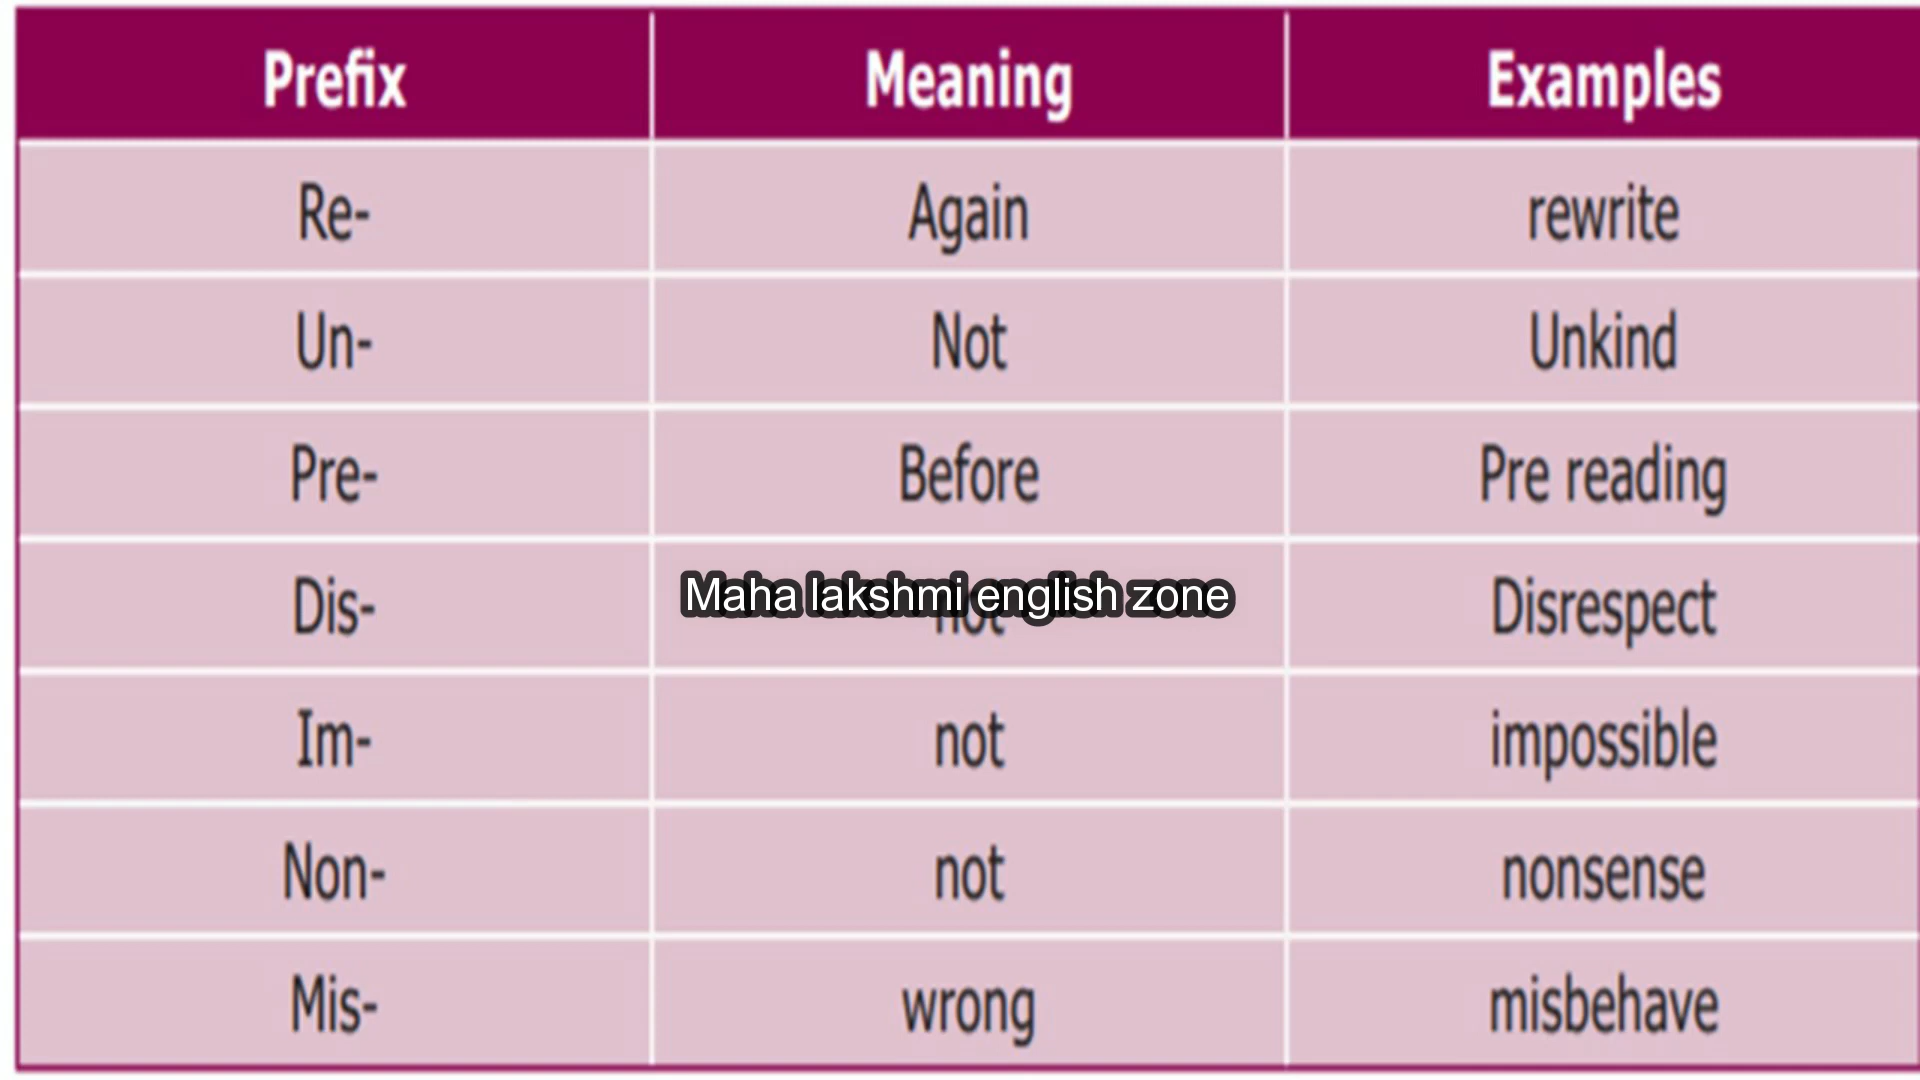 Prefix Meaning Examples
Re- Again rewrite
Un- Not Unkind
Pre- Before Pre reading
Maha lakshmi english zone
Dis- not Disrespect
Im- not impossible
Non- not nonsense
Mis- wrong misbehave